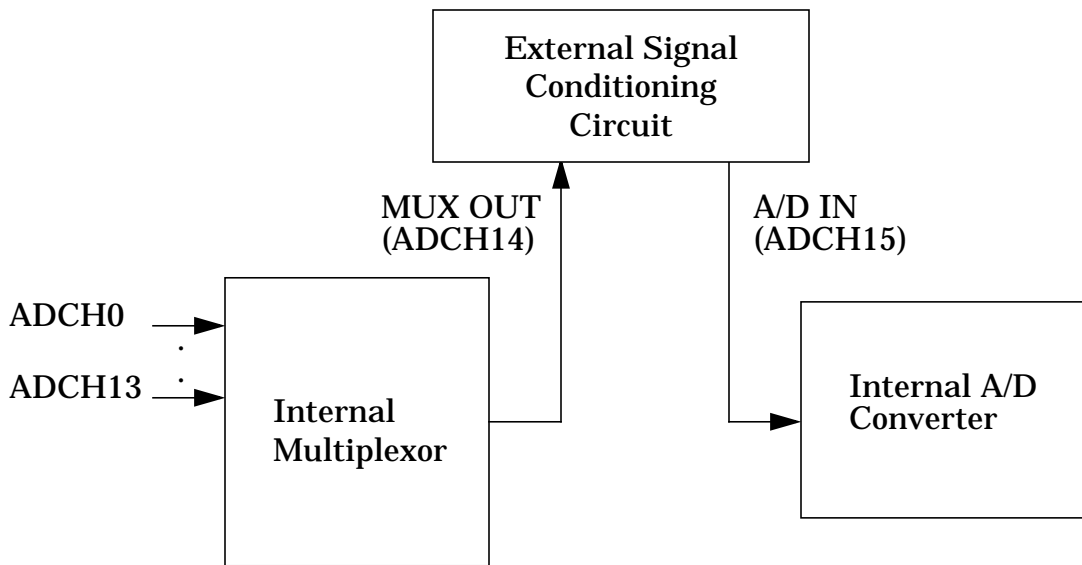 External Signal
Conditioning
Circuit
MUX OUT
(ADCH14)
A/D IN
(ADCH15)
ADCH0
.
.
ADCH13
Internal
Multiplexor
Internal A/D
Converter